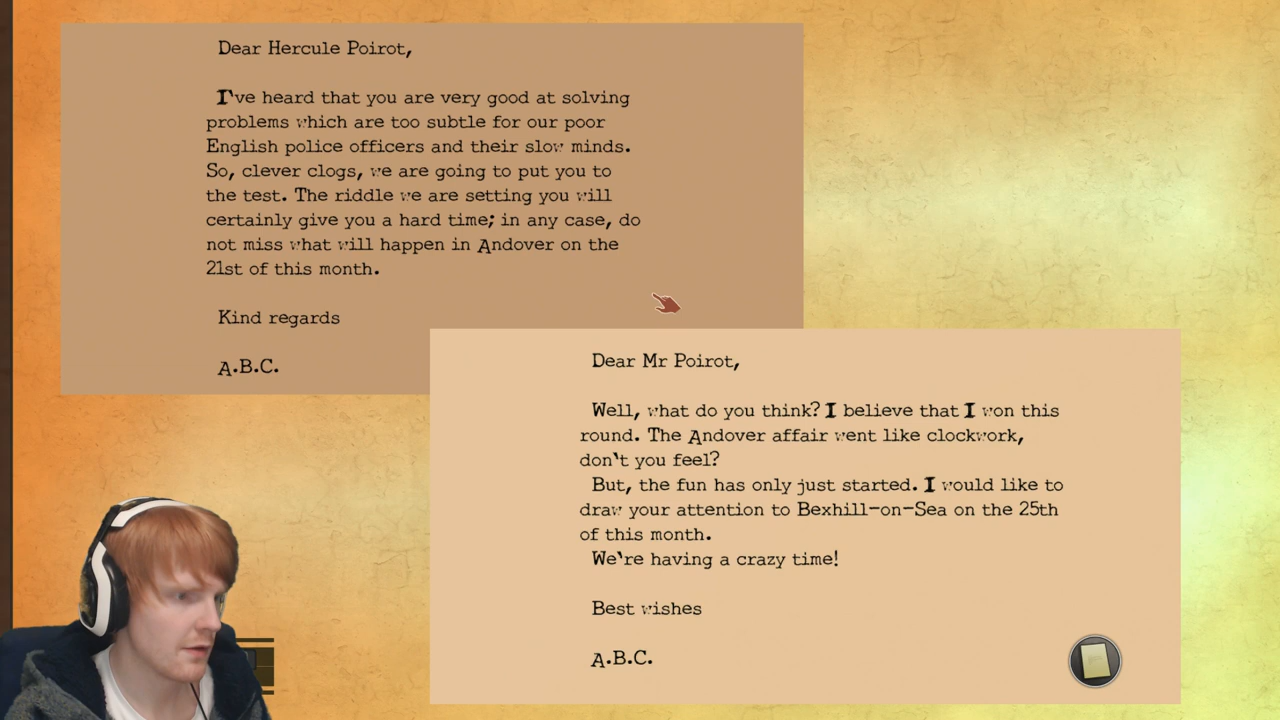 Dear Hercule Poirot,
I've heard that you are very good at solving
problems which are too subtle for our poor
English police officers and their slow minds.
So, clever clogs, we are going to put you to
the test. The riddle we are setting you will
certainly give you a hard time; in any case, do
not miss what will happen in Andover on the
21st of this month.
Kind regards
A.B.C.
Dear Mr Poirot,
Well, what do you think? I believe that I won this
round. The Andover affair went like clockwork,
don't you feel?
But, the fun has only just started. I would like to
draw your attention to Bexhill-on-Sea on the 25th
of this month.
We're having a crazy time!
Best wishes
A.B.C.